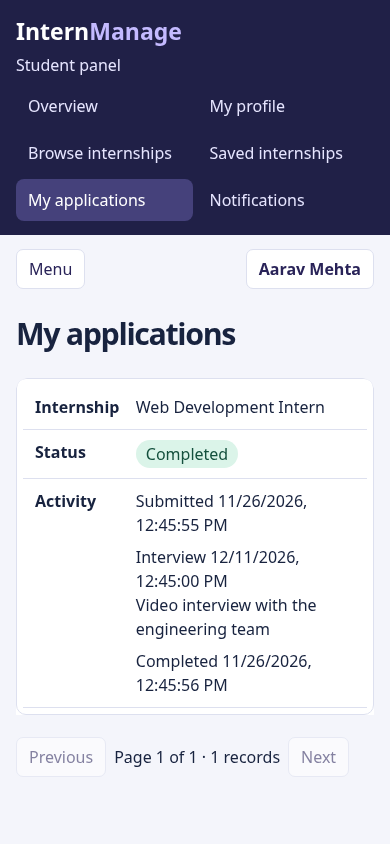 InternManage
Student panel
Overview
My profile
Browse internships
Saved internships
My applications
Notifications
Menu
Aarav Mehta
My applications
Internship Web Development Intern
Status Completed
Activity Submitted 11/26/2026,
12:45:55 PM
Interview 12/11/2026,
12:45:00 PM
Video interview with the
engineering team
Completed 11/26/2026,
12:45:56 PM
Previous Page 1 of 1 · 1 records Next